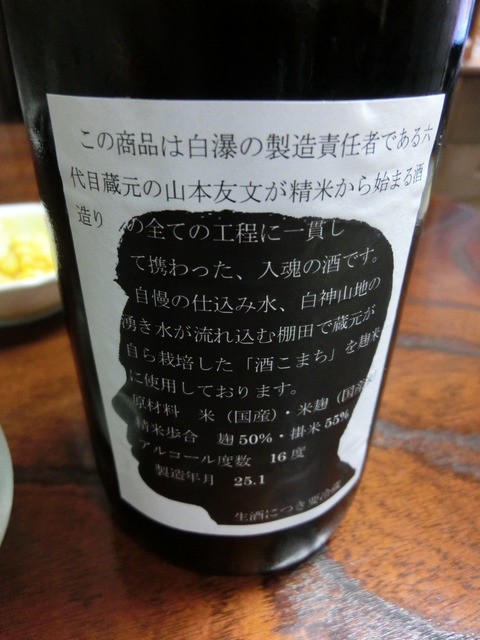 この商品は白瀑の製造責任者である六
代目蔵元の山本友文が精米から始まる酒
造りの全ての工程に一貫し
て携わった、入魂の酒です。
自慢の仕込み水、白神山地の
湧き水が流れ込む棚田で蔵元が
自ら栽培した「酒こまち」を麹米
に使用しております。
原材料 米（国産）・米麹（国産米）
精米歩合 麹50%・掛米55%
アルコール度数 16度
製造年月 25.1
生酒につき要冷蔵